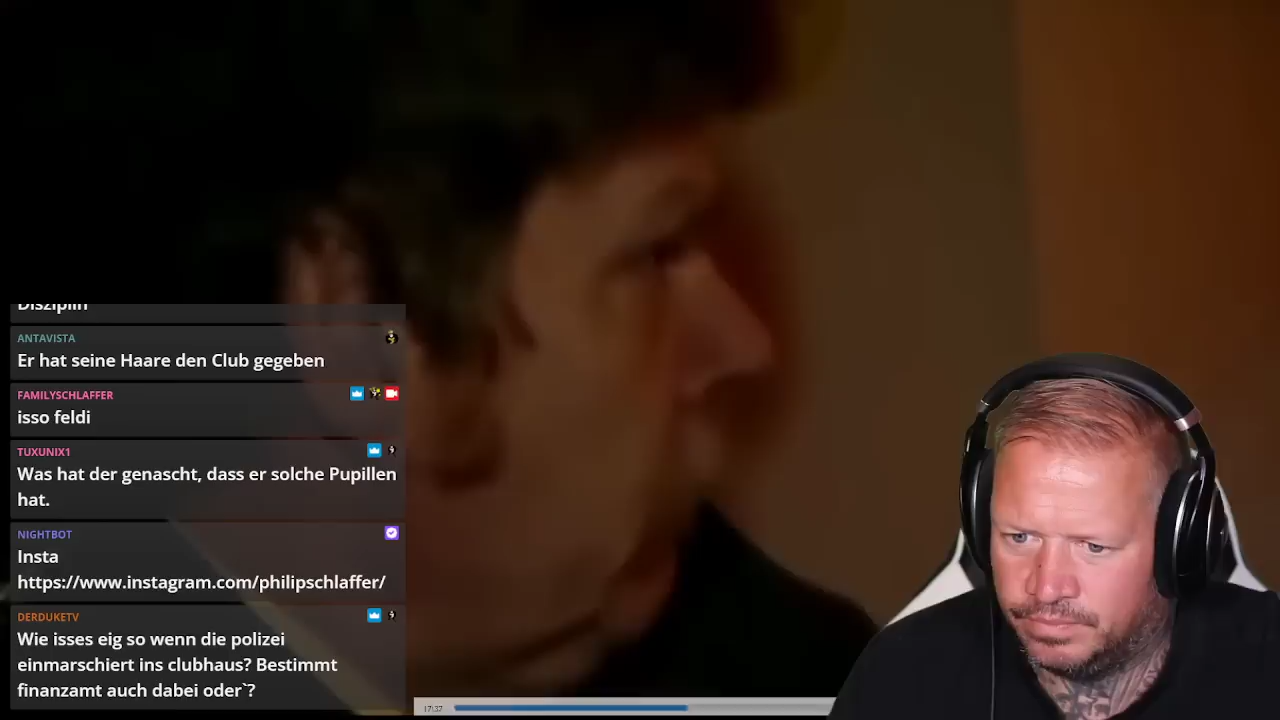 Disziplin
ANTAVISTA
Er hat seine Haare den Club gegeben
FAMILYSCHLAFFER
isso feldi
TUXUNIX1
Was hat der genascht, dass er solche Pupillen
hat.
NIGHTBOT
Insta
https://www.instagram.com/philipschlaffer/
DERDUKETV
Wie isses eig so wenn die polizei
einmarschiert ins clubhaus? Bestimmt
finanzamt auch dabei oder`?
17:37